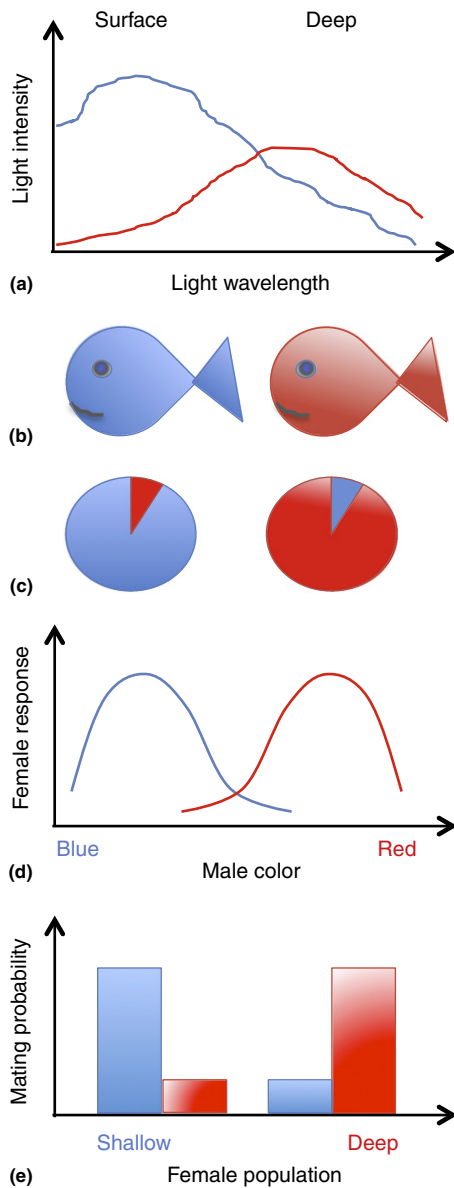 Surface Deep
Light intensity
(a) Light wavelength
(b)
(c)
Female response
Blue Red
(d) Male color
Mating probability
Shallow Deep
(e) Female population